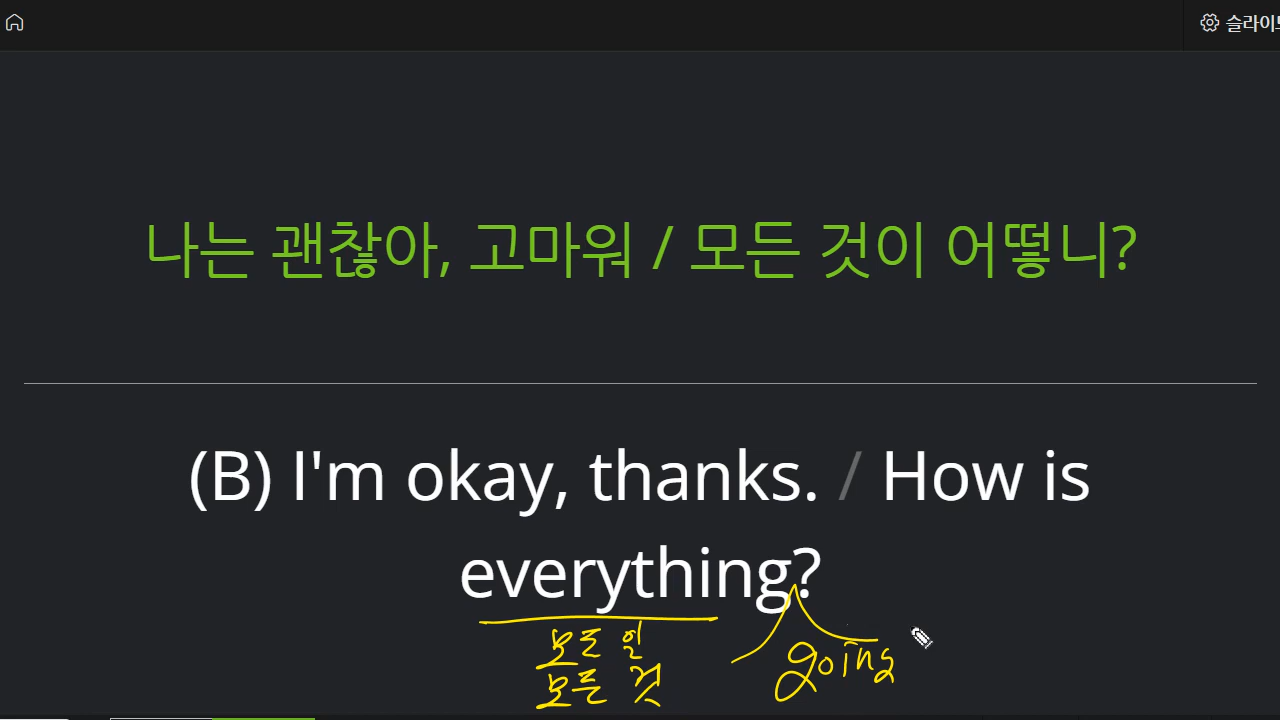 슬라이드
나는 괜찮아, 고마워 / 모든 것이 어떻니?
(B) I'm okay, thanks. / How is
everything?
모든 일
모든 것
going